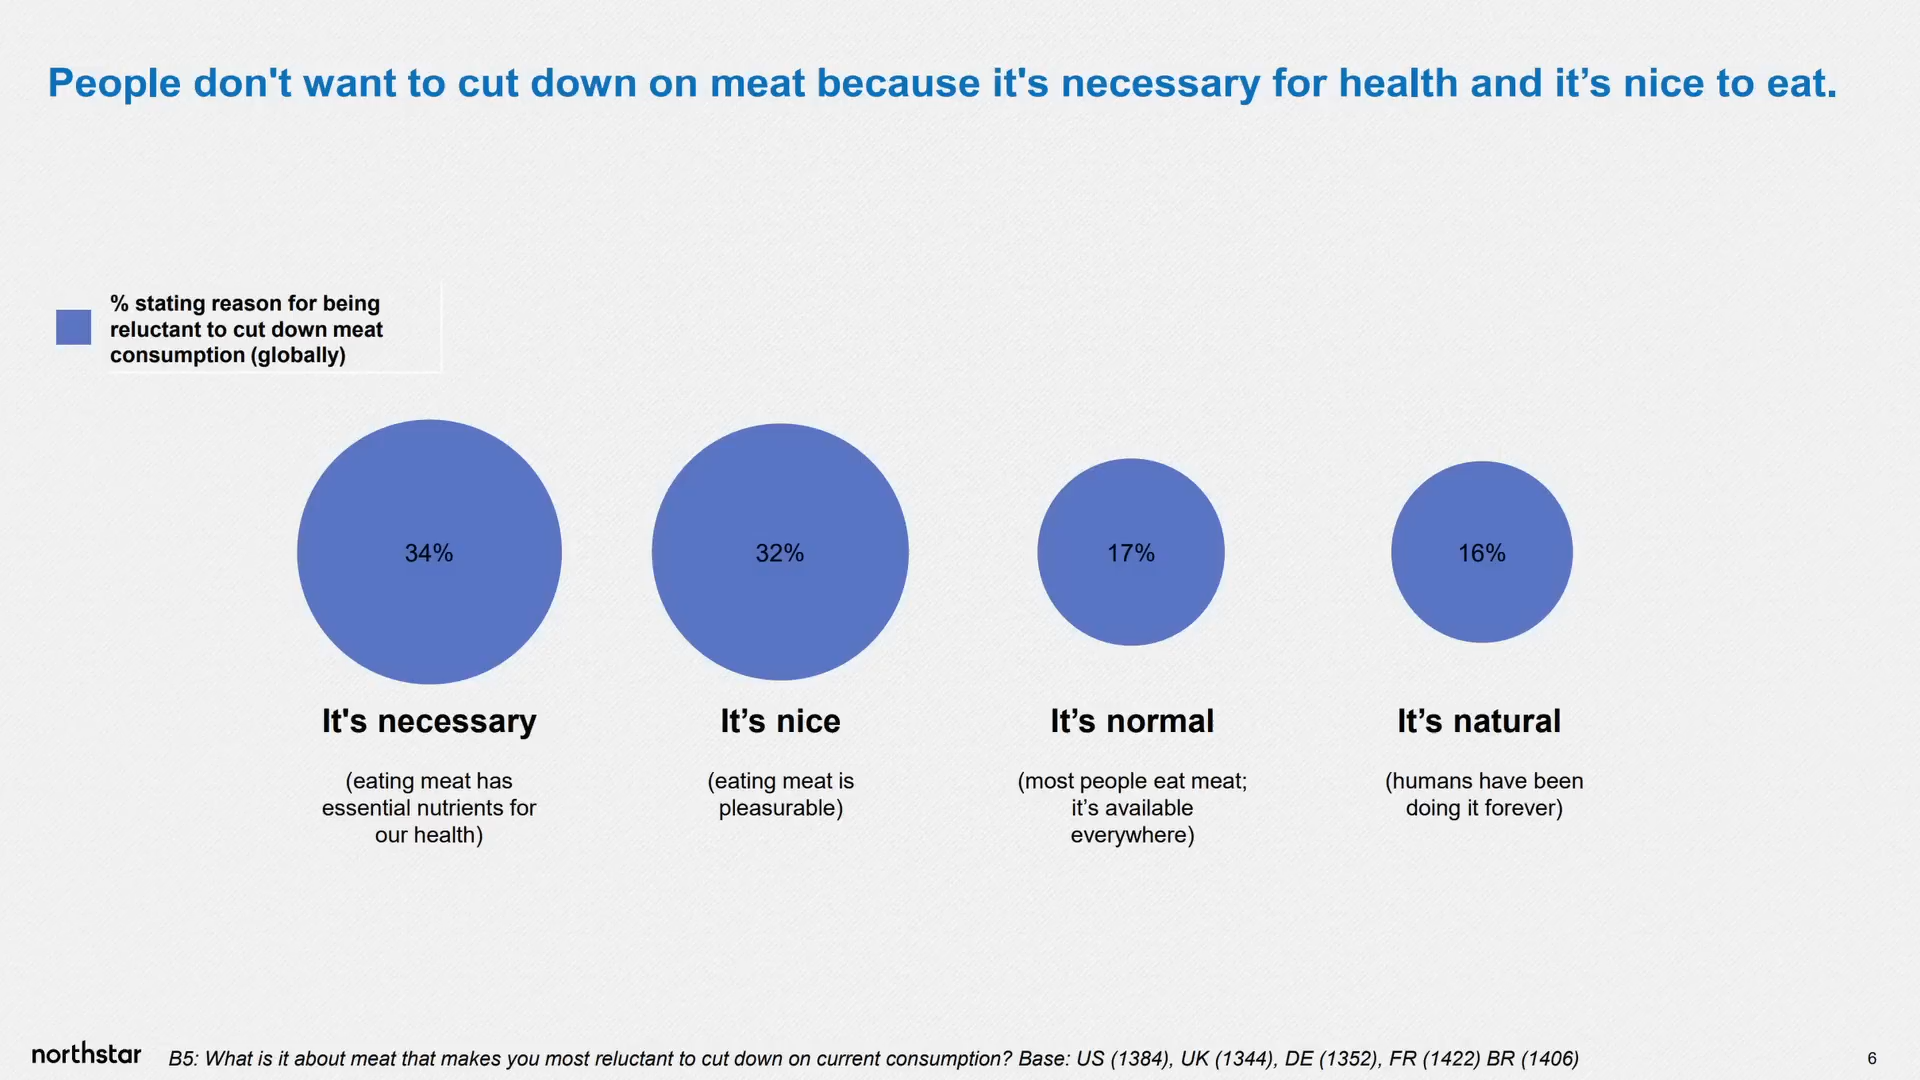 People don't want to cut down on meat because it's necessary for health and it’s nice to eat.
% stating reason for being
reluctant to cut down meat
consumption (globally)
34%
32%
17%
16%
It's necessary
It’s nice
It’s normal
It’s natural
(eating meat has
essential nutrients for
our health)
(eating meat is
pleasurable)
(most people eat meat;
it’s available
everywhere)
(humans have been
doing it forever)
northstar
B5: What is it about meat that makes you most reluctant to cut down on current consumption? Base: US (1384), UK (1344), DE (1352), FR (1422) BR (1406)
6